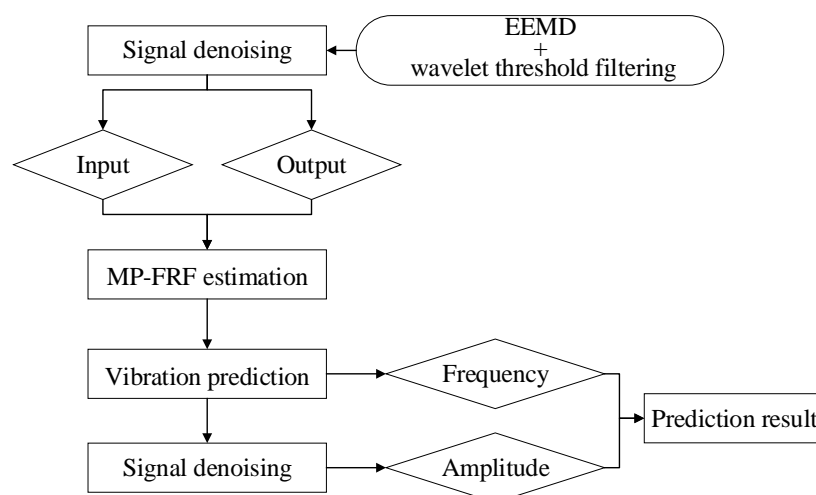 Signal denoising
EEMD
+
wavelet threshold filtering
Input
Output
MP-FRF estimation
Vibration prediction
Frequency
Prediction result
Signal denoising
Amplitude